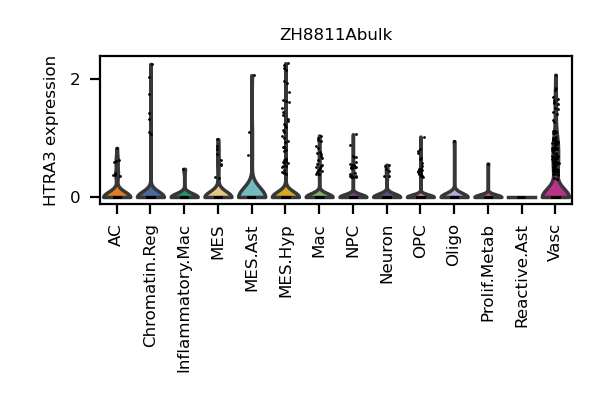 ZH8811Abulk
HTRA3 expression
2
0
AC
Chromatin.Reg
Inflammatory.Mac
MES
MES.Ast
MES.Hyp
Mac
NPC
Neuron
OPC
Oligo
Prolif.Metab
Reactive.Ast
Vasc